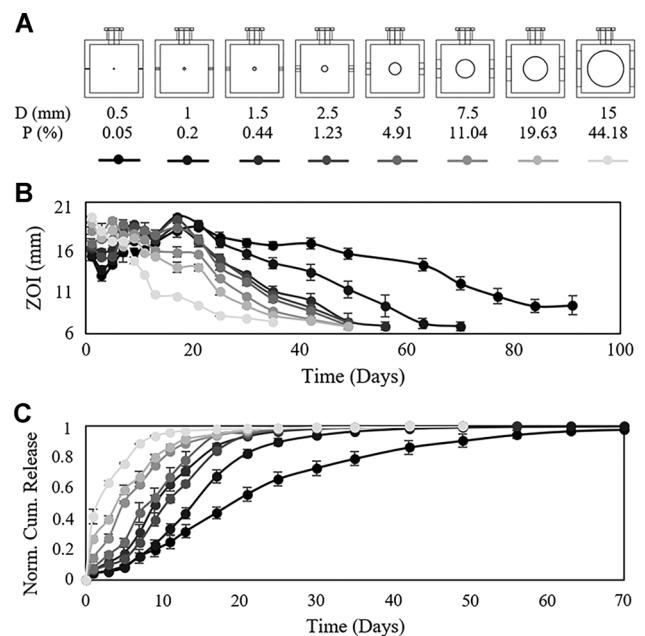 A
D (mm) 0.5 1 1.5 2.5 5 7.5 10 15
P (%) 0.05 0.2 0.44 1.23 4.91 11.04 19.63 44.18
B
21
16
11
6
ZOI (mm)
0 20 40 60 80 100
Time (Days)
C
1
0.8
0.6
0.4
0.2
0
Norm. Cum. Release
0 10 20 30 40 50 60 70
Time (Days)